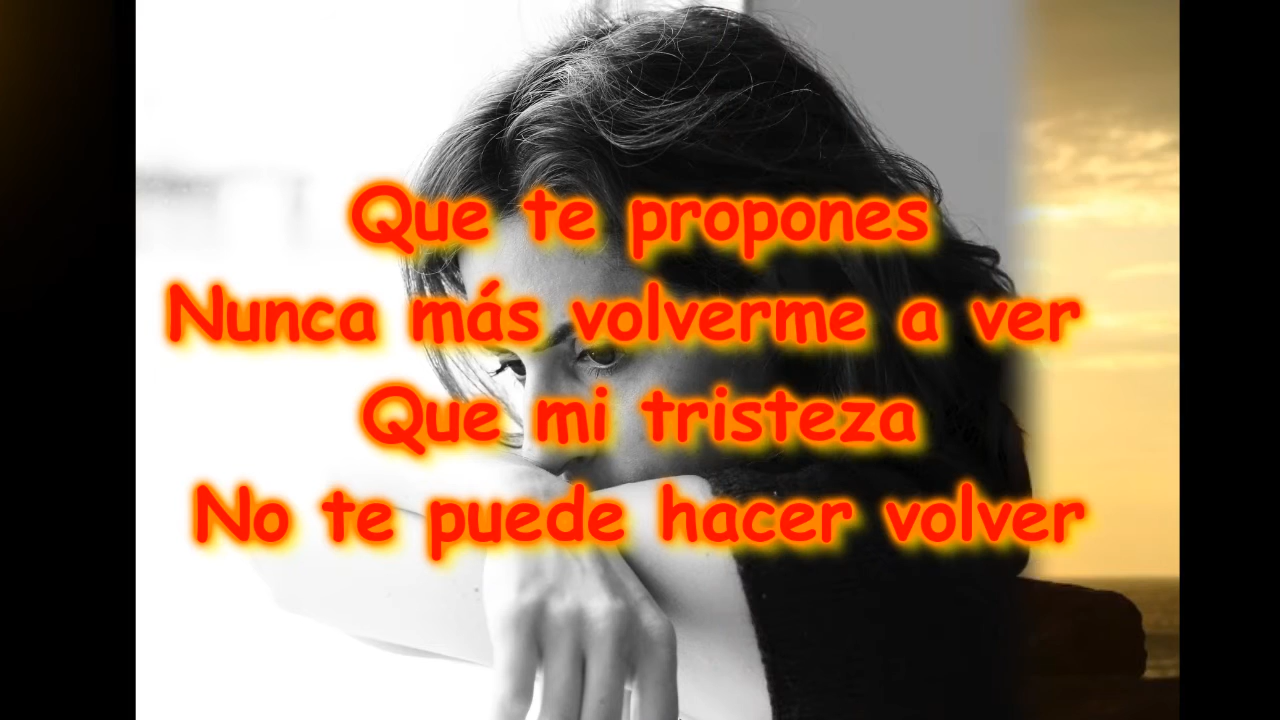 Que te propones
Nunca más volverme a ver
Que mi tristeza
No te puede hacer volver